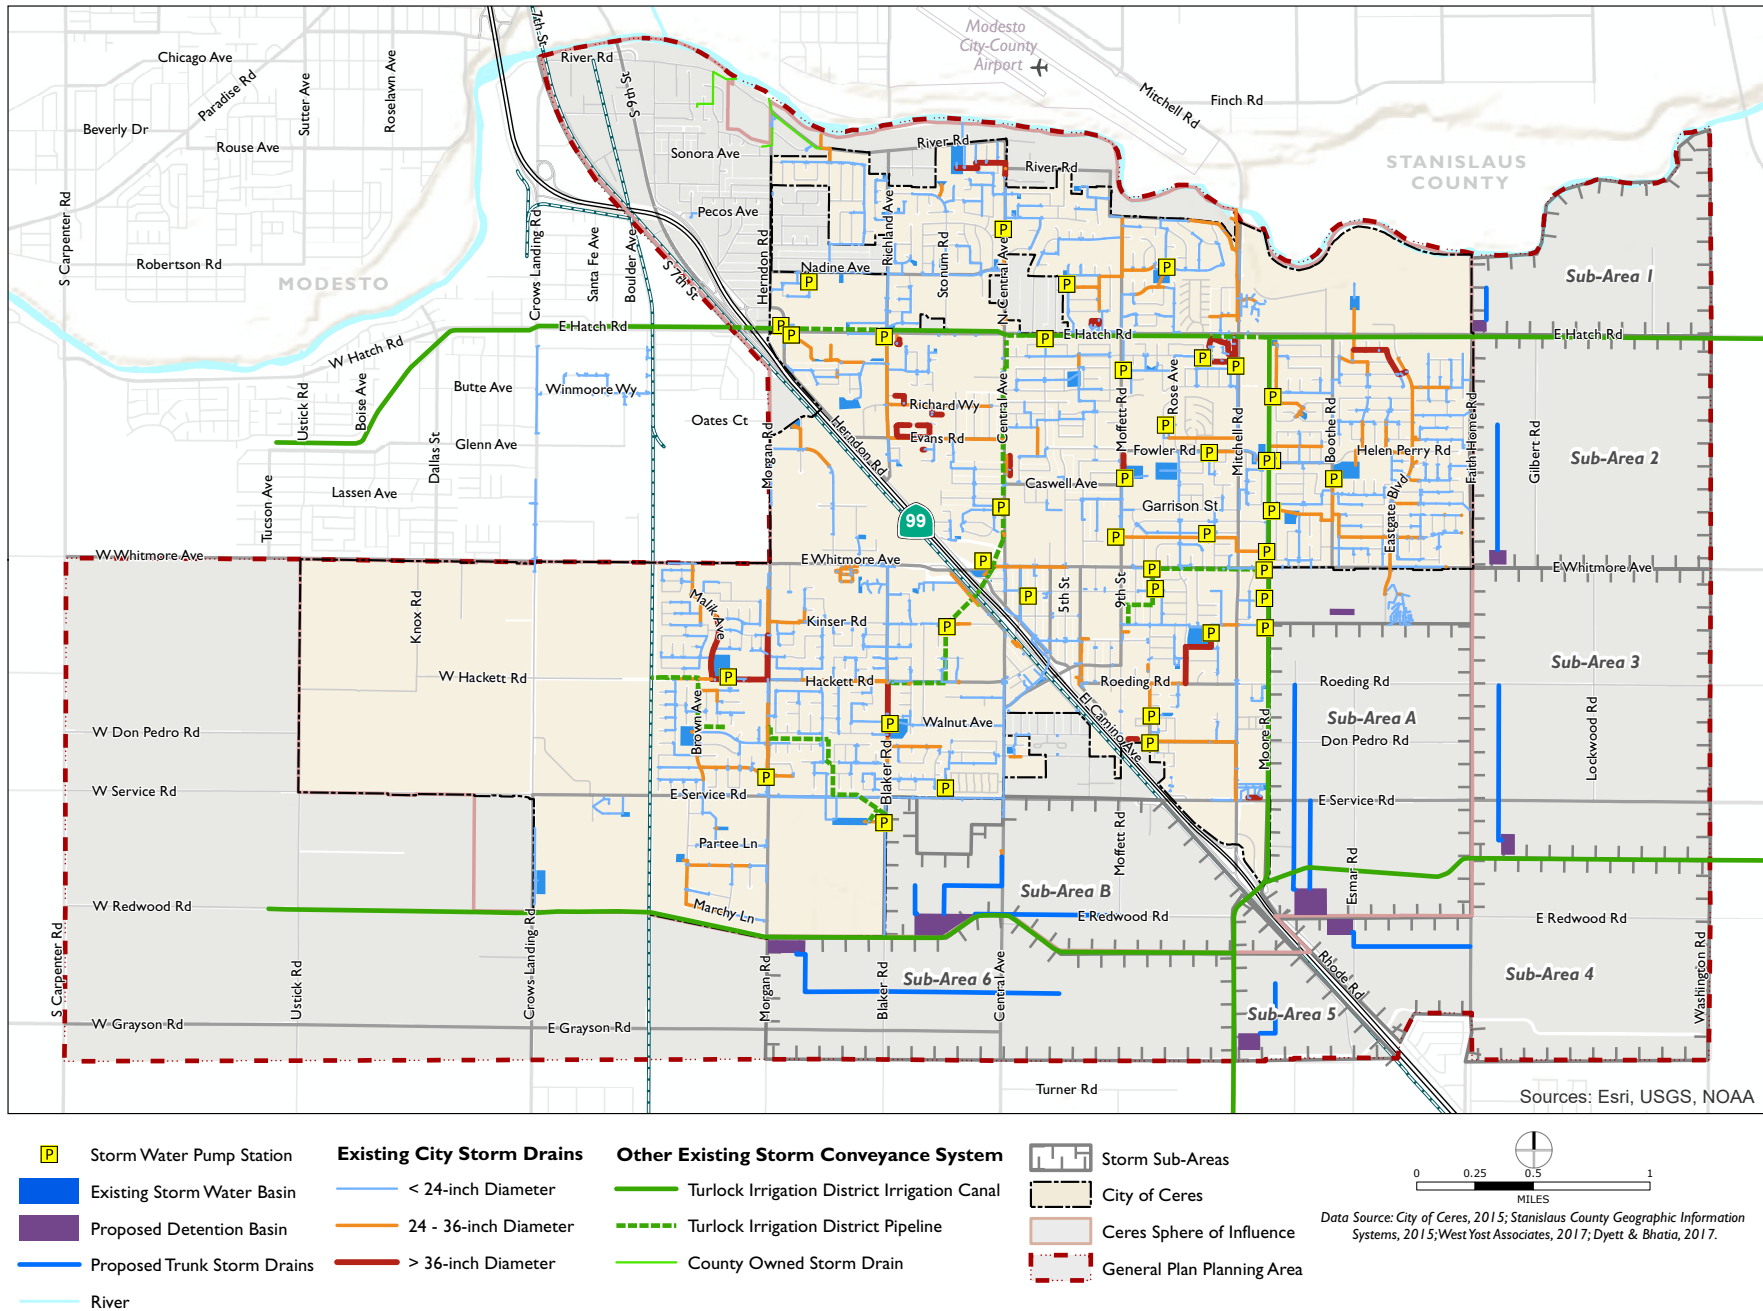 Chicago Ave
Paradise Rd
Sutter Ave
Roselawn Ave
Beverly Dr
Rouse Ave
S Carpenter Rd
Robertson Rd
MODESTO
7th St
River Rd
S 9th St
Sonora Ave
Pecos Ave
Modesto
City-County
Airport
Mitchell Rd
Finch Rd
STANISLAUS
COUNTY
River Rd
River Rd
Crows Landing Rd
Santa Fe Ave
Boulder Ave
S 7th St
Herndon Rd
Nadine Ave
Richland Ave
Stonum Rd
N Central Ave
Sub-Area 1
E Hatch Rd
E Hatch Rd
E Hatch Rd
W Hatch Rd
Ustick Rd
Boise Ave
Butte Ave
Winmoore Wy
Oates Ct
Glenn Ave
Dallas St
Lassen Ave
Tucson Ave
Morgan Rd
Herndon Rd
Richard Wy
Evans Rd
Central Ave
Moffett Rd
Rose Ave
Mitchell Rd
Fowler Rd
Caswell Ave
Garrison St
Boothe Rd
Helen Perry Rd
Eastgate Blvd
Faith Home Rd
Gilbert Rd
Sub-Area 2
99
W Whitmore Ave
E Whitmore Ave
E Whitmore Ave
Knox Rd
Malik Ave
Kinser Rd
5th St
9th St
W Hackett Rd
Hackett Rd
Roeding Rd
Roeding Rd
Sub-Area 3
Brown Ave
Walnut Ave
El Camino Ave
Moore Rd
Sub-Area A
Don Pedro Rd
Lockwood Rd
W Don Pedro Rd
W Service Rd
E Service Rd
E Service Rd
Blaker Rd
Partee Ln
Moffett Rd
Esmar Rd
Marchy Ln
Sub-Area B
W Redwood Rd
E Redwood Rd
E Redwood Rd
S Carpenter Rd
Ustick Rd
Crows Landing Rd
Morgan Rd
Blaker Rd
Central Ave
Sub-Area 6
Rhode Rd
Sub-Area 4
Washington Rd
Sub-Area 5
W Grayson Rd
E Grayson Rd
Turner Rd
Sources: Esri, USGS, NOAA
P Storm Water Pump Station
Existing Storm Water Basin
Proposed Detention Basin
Proposed Trunk Storm Drains
River
Existing City Storm Drains
< 24-inch Diameter
24 - 36-inch Diameter
> 36-inch Diameter
Other Existing Storm Conveyance System
Turlock Irrigation District Irrigation Canal
Turlock Irrigation District Pipeline
County Owned Storm Drain
Storm Sub-Areas
City of Ceres
Ceres Sphere of Influence
General Plan Planning Area
0 0.25 0.5 1
MILES
Data Source: City of Ceres, 2015; Stanislaus County Geographic Information
Systems, 2015; West Yost Associates, 2017; Dyett & Bhatia, 2017.